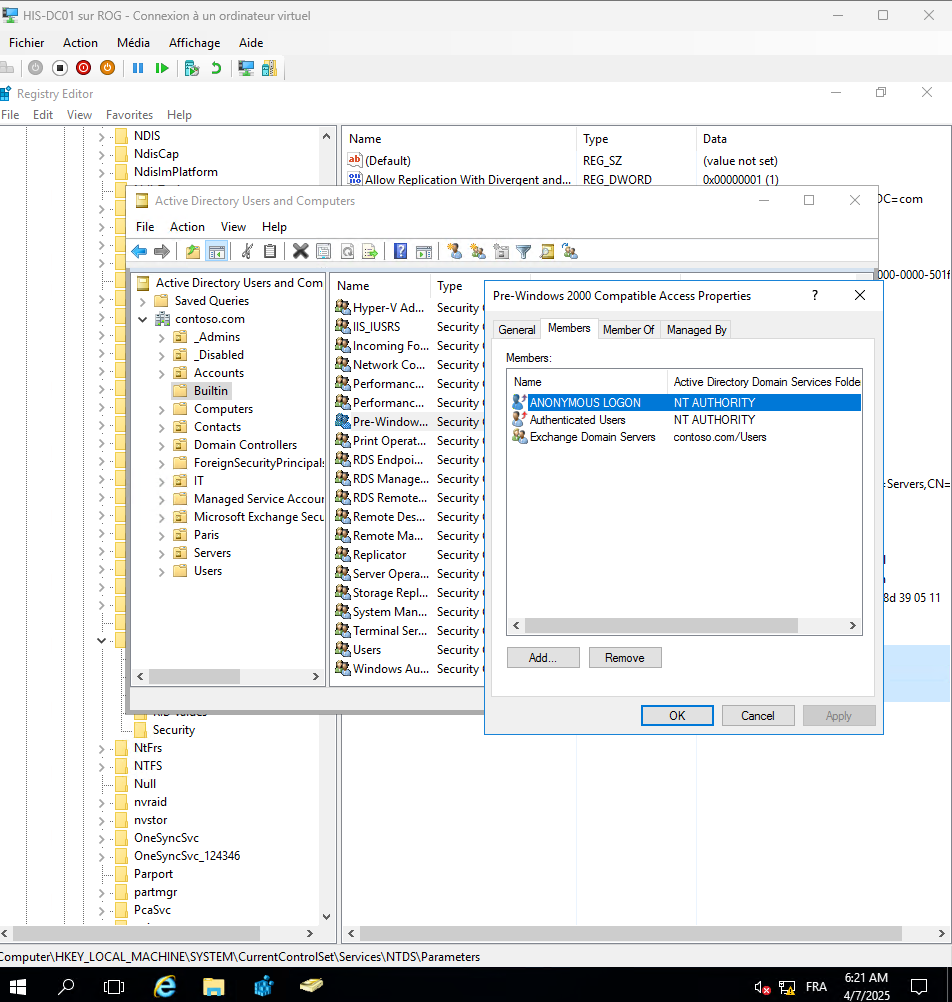 HIS-DC01 sur ROG - Connexion à un ordinateur virtuel
Fichier Action Média Affichage Aide
Registry Editor
File Edit View Favorites Help
NDIS
NdisCap
NdisImPlatform
Name Type Data
(Default) REG_SZ (value not set)
Allow Replication With Divergent and... REG_DWORD 0x00000001 (1)
DC=com
000-0000-501f
=Servers,CN=
8d 39 05 11
Active Directory Users and Computers
File Action View Help
Active Directory Users and Com
Saved Queries
contoso.com
_Admins
_Disabled
Accounts
Builtin
Computers
Contacts
Domain Controllers
ForeignSecurityPrincipals
IT
Managed Service Accour
Microsoft Exchange Secu
Paris
Servers
Users
Name Type
Hyper-V Ad... Security
IIS_IUSRS Security
Incoming Fo... Security
Network Co... Security
Performanc... Security
Performanc... Security
Pre-Window... Security
Print Operat... Security
RDS Endpoi... Security
RDS Manage... Security
RDS Remote... Security
Remote Des... Security
Remote Ma... Security
Replicator Security
Server Opera... Security
Storage Repl... Security
System Man... Security
Terminal Ser... Security
Users Security
Windows Au... Security
Pre-Windows 2000 Compatible Access Properties
General Members Member Of Managed By
Members:
Name Active Directory Domain Services Folde
ANONYMOUS LOGON NT AUTHORITY
Authenticated Users NT AUTHORITY
Exchange Domain Servers contoso.com/Users
Add... Remove
OK Cancel Apply
Security
NtFrs
NTFS
Null
nvraid
nvstor
OneSyncSvc
OneSyncSvc_124346
Parport
partmgr
PcaSvc
Computer\HKEY_LOCAL_MACHINE\SYSTEM\CurrentControlSet\Services\NTDS\Parameters
FRA
6:21 AM
4/7/2025